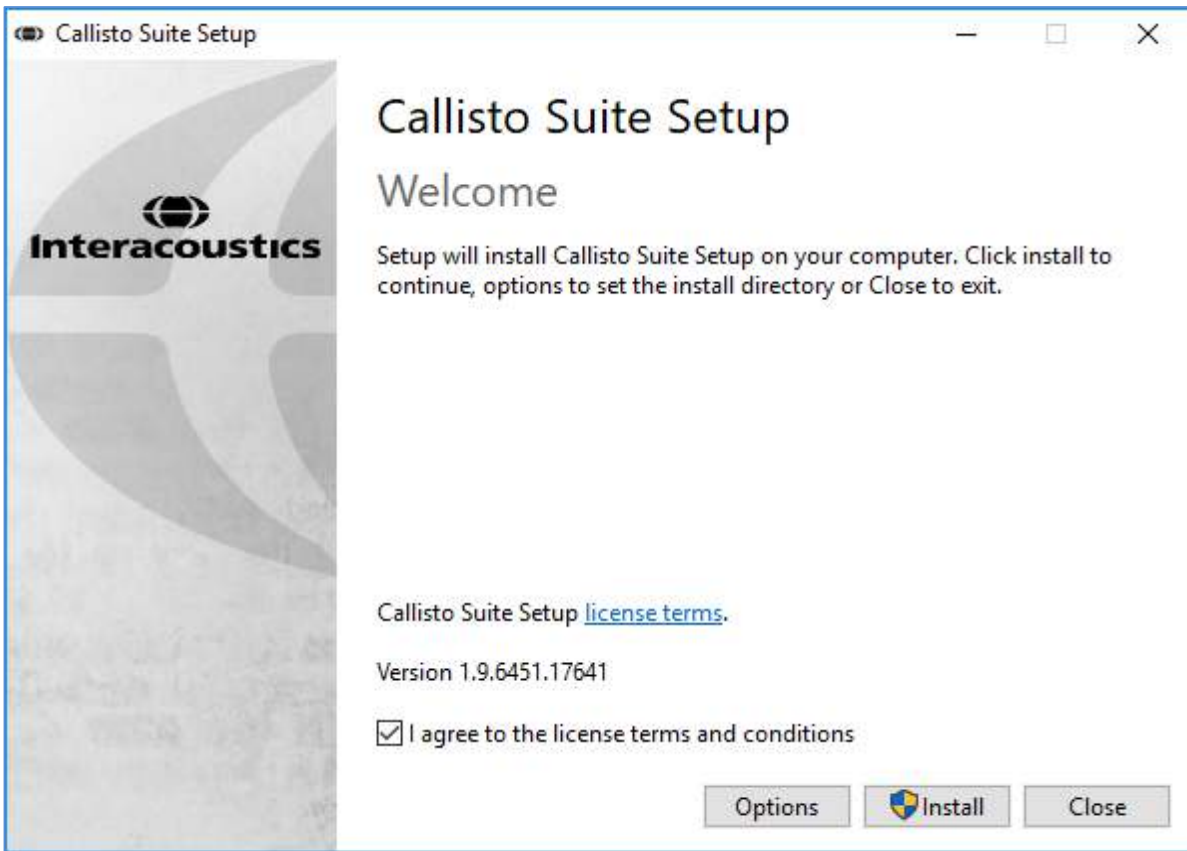 Callisto Suite Setup
Interacoustics
Callisto Suite Setup
Welcome
Setup will install Callisto Suite Setup on your computer. Click install to
continue, options to set the install directory or Close to exit.
Callisto Suite Setup license terms.
Version 1.9.6451.17641
I agree to the license terms and conditions
Options
Install
Close